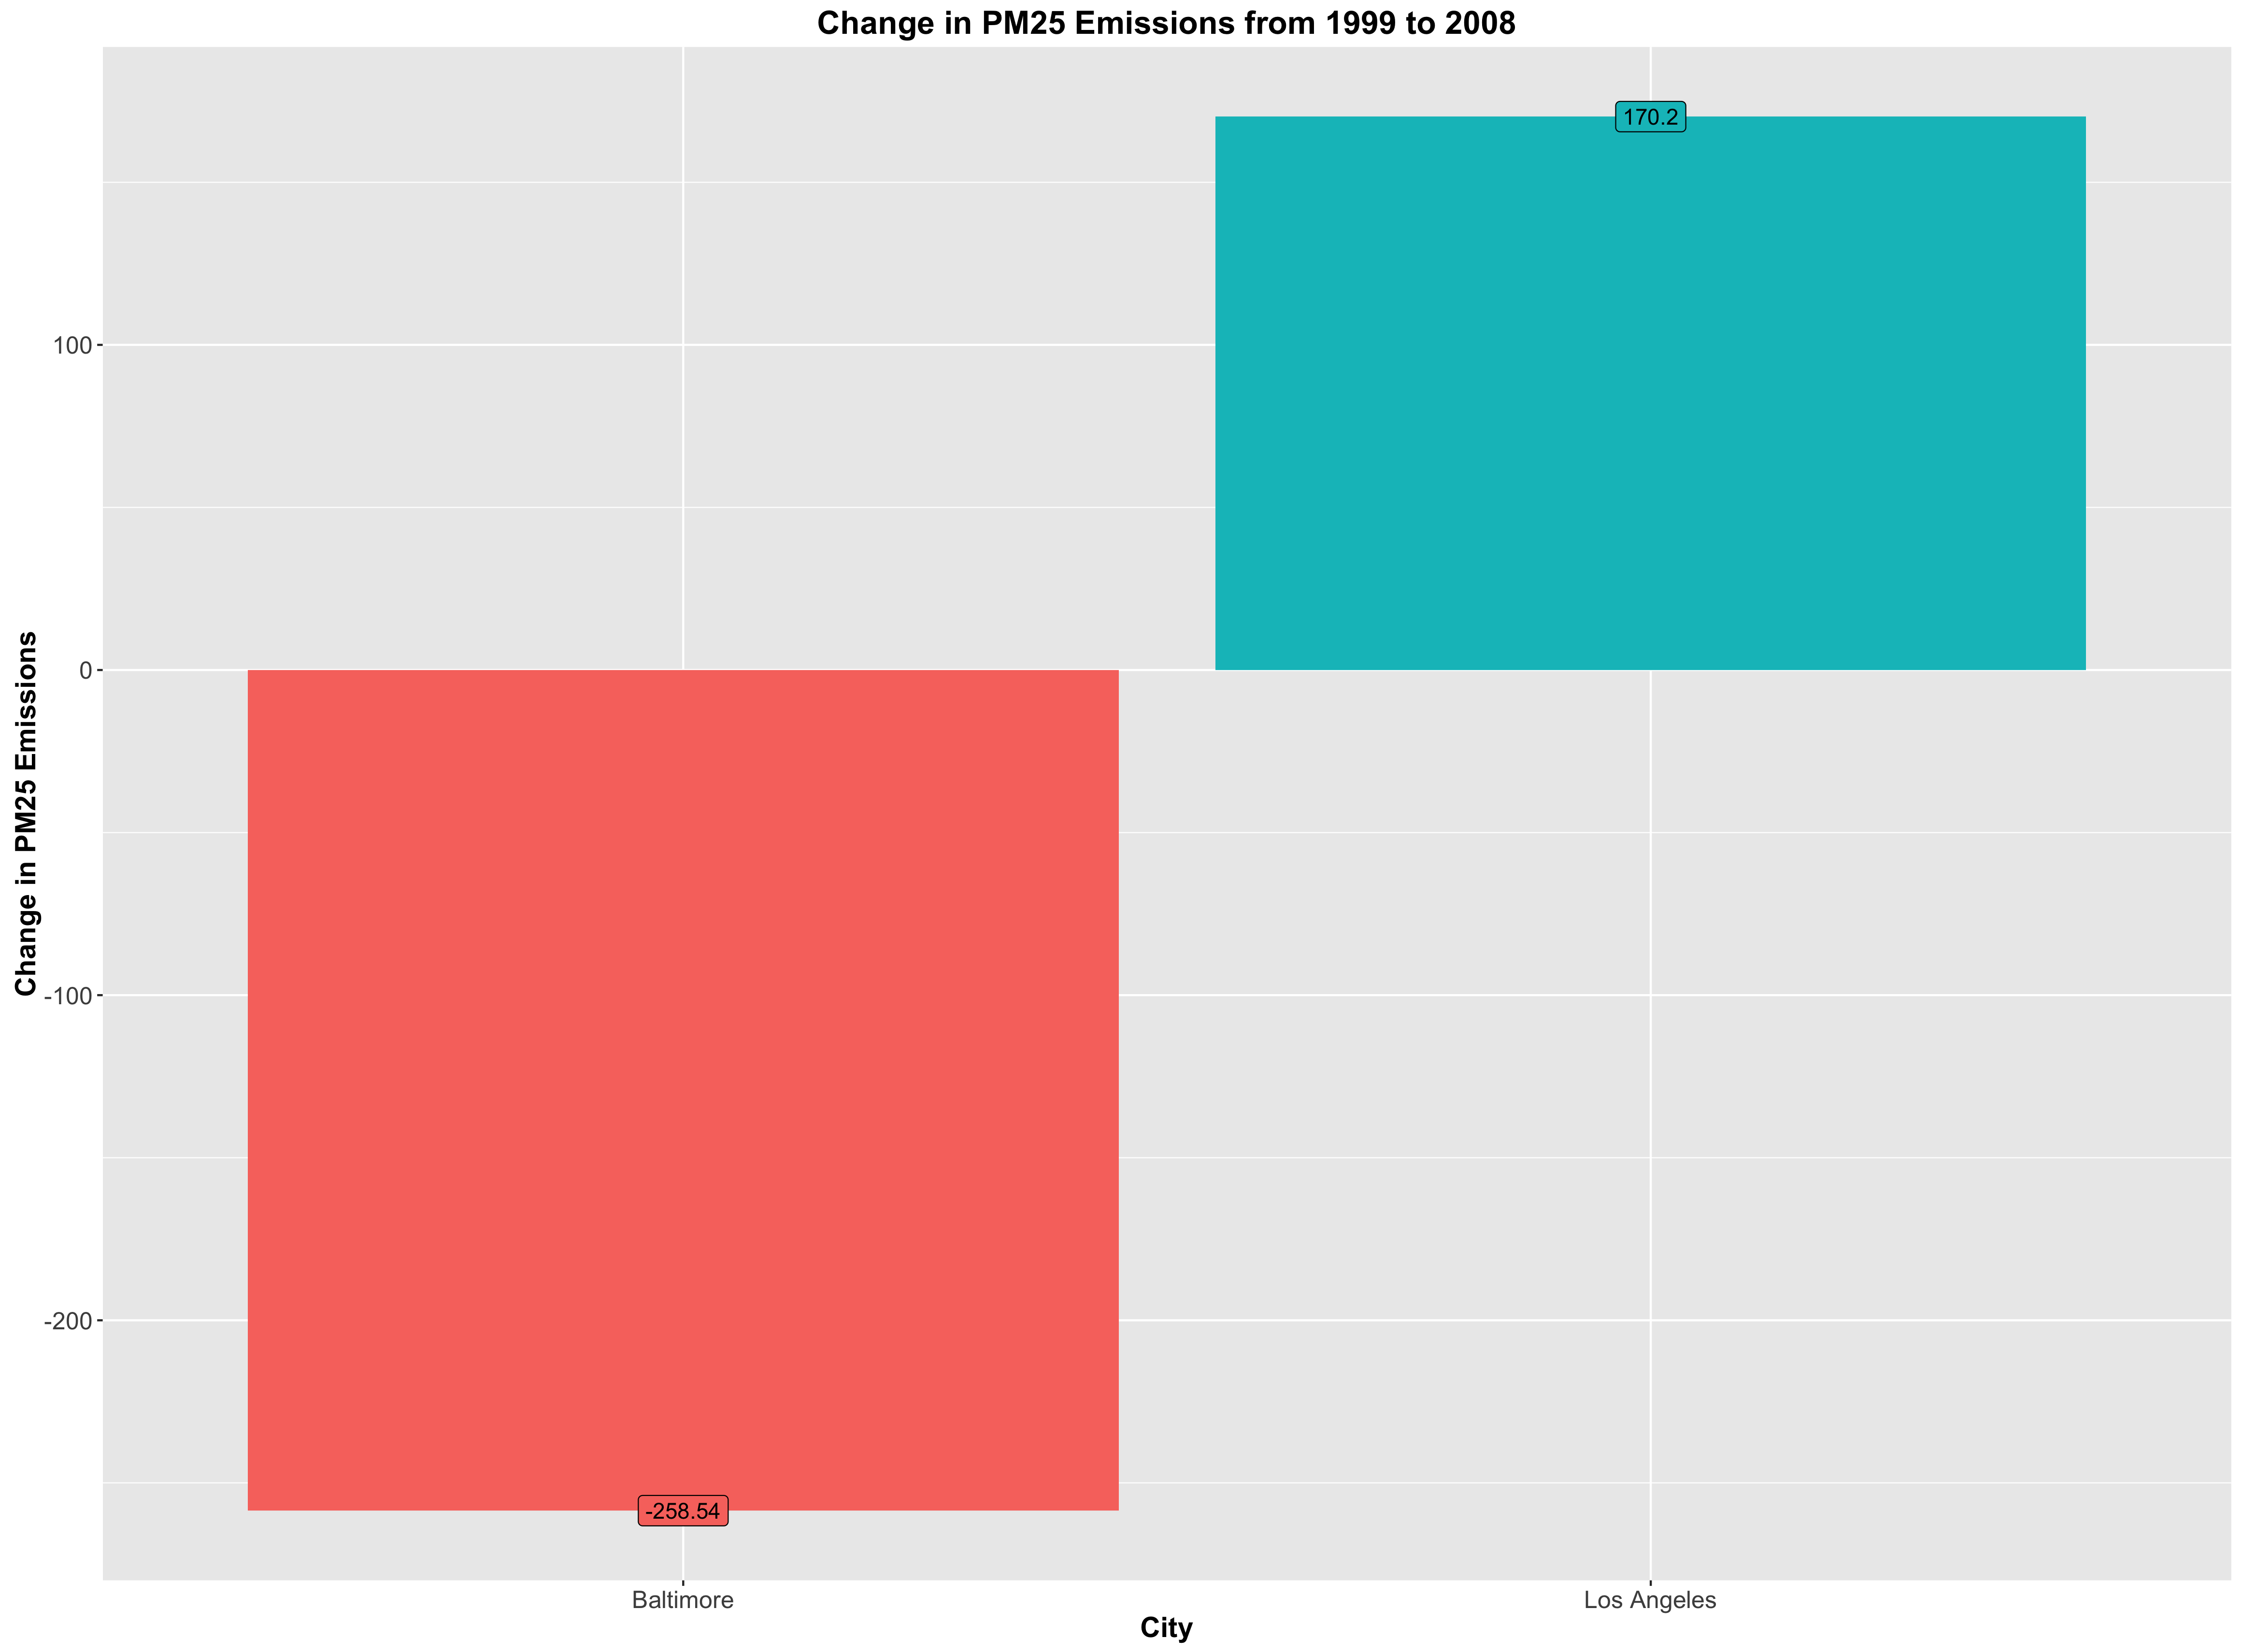 Change in PM25 Emissions from 1999 to 2008
170.2
100
0
-100
-200
Change in PM25 Emissions
-258.54
Baltimore
Los Angeles
City